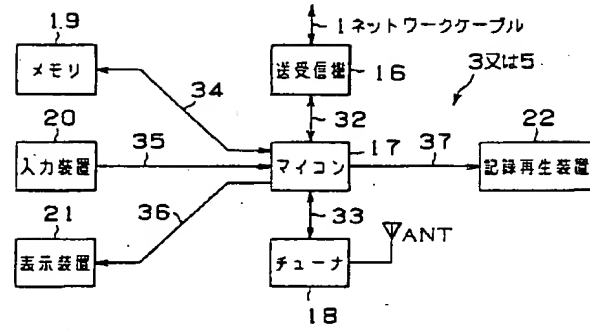 19
メモリ
34
20
入力装置
35
21
表示装置
36
1 ネットワークケーブル
送受信機
16
32
マイコン
17
33
チューナ
18
ANT
37
3又は5
22
記録再生装置